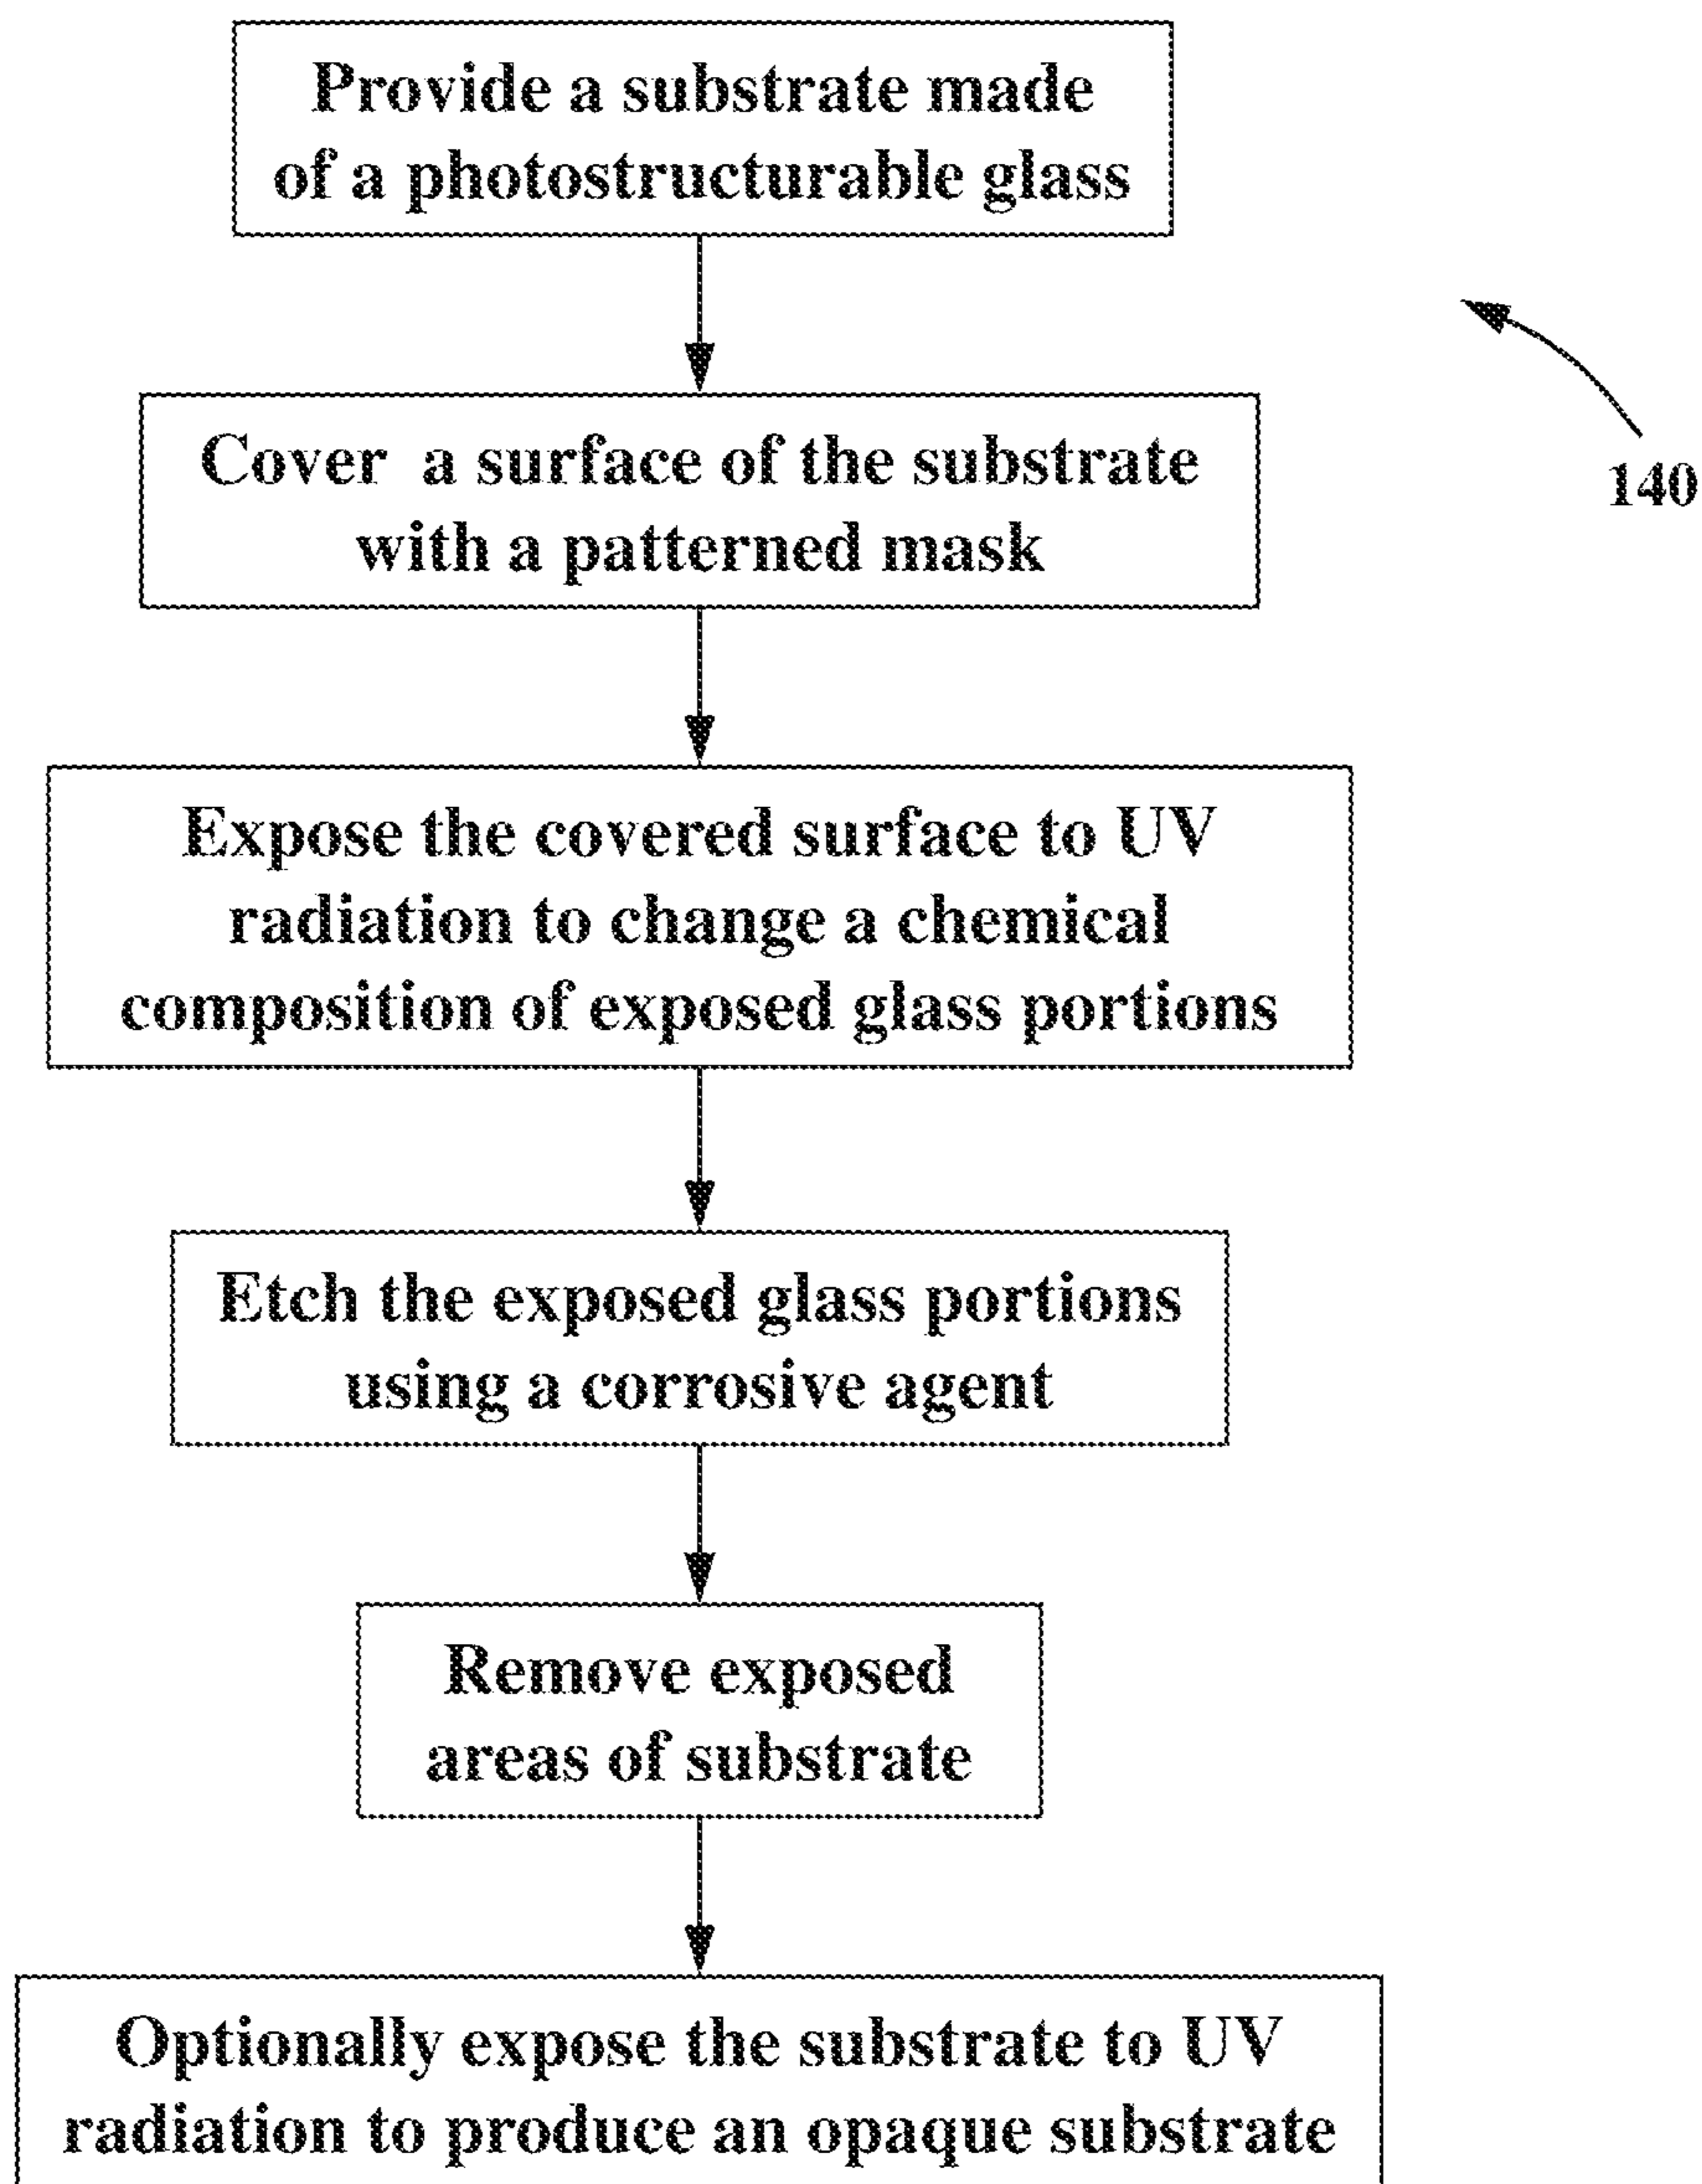 Provide a substrate made
of a photostructurable glass
Cover a surface of the substrate
with a patterned mask
140
Expose the covered surface to UV
radiation to change a chemical
composition of exposed glass portions
Etch the exposed glass portions
using a corrosive agent
Remove exposed
areas of substrate
Optionally expose the substrate to UV
radiation to produce an opaque substrate